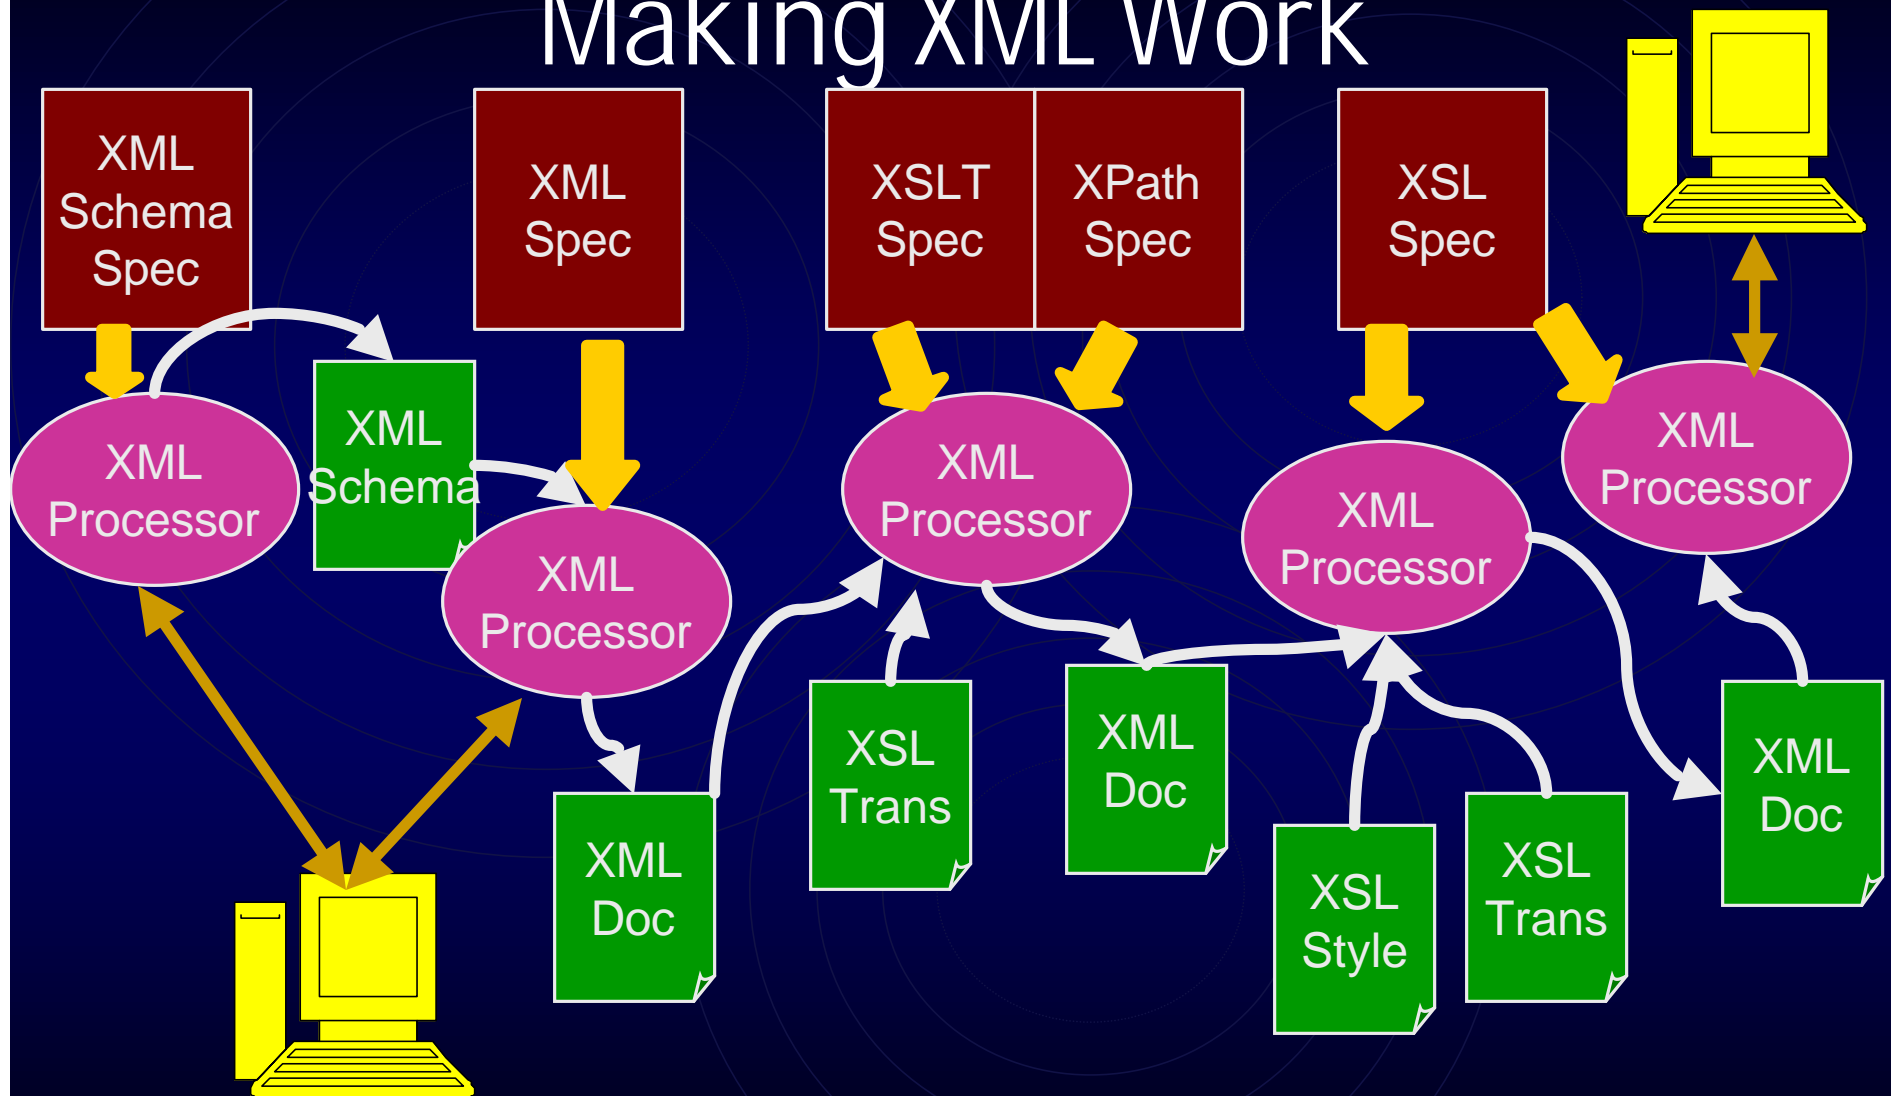 Making XML Work
XML
Schema
Spec
XML
Spec
XSLT
Spec
XPath
Spec
XSL
Spec
XML
Processor
XML
Schema
XML
Processor
XML
Processor
XML
Processor
XML
Processor
XML
Doc
XSL
Trans
XML
Doc
XSL
Style
XSL
Trans
XML
Doc